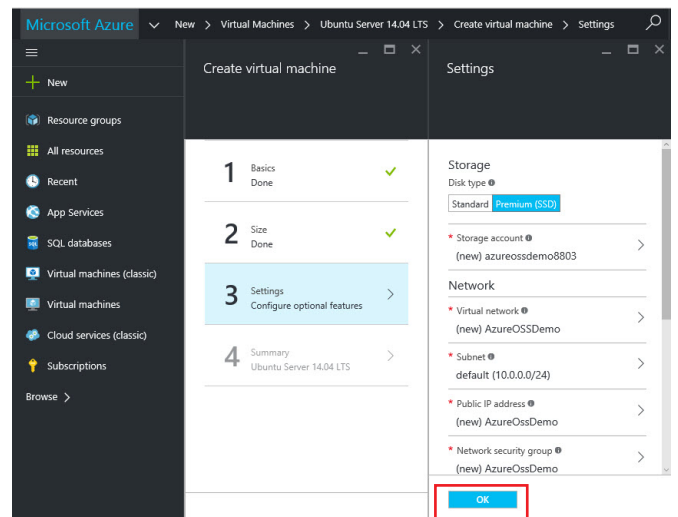 Microsoft Azure New > Virtual Machines > Ubuntu Server 14.04 LTS > Create virtual machine > Settings
New
Resource groups
All resources
Recent
App Services
SQL databases
Virtual machines (classic)
Virtual machines
Cloud services (classic)
Subscriptions
Browse >
Create virtual machine
1 Basics
Done
2 Size
Done
3 Settings
Configure optional features
4 Summary
Ubuntu Server 14.04 LTS
Settings
Storage
Disk type
Standard Premium (SSD)
* Storage account
(new) azureossdemo8803
Network
* Virtual network
(new) AzureOSSDemo
* Subnet
default (10.0.0.0/24)
* Public IP address
(new) AzureOssDemo
* Network security group
(new) AzureOssDemo
OK